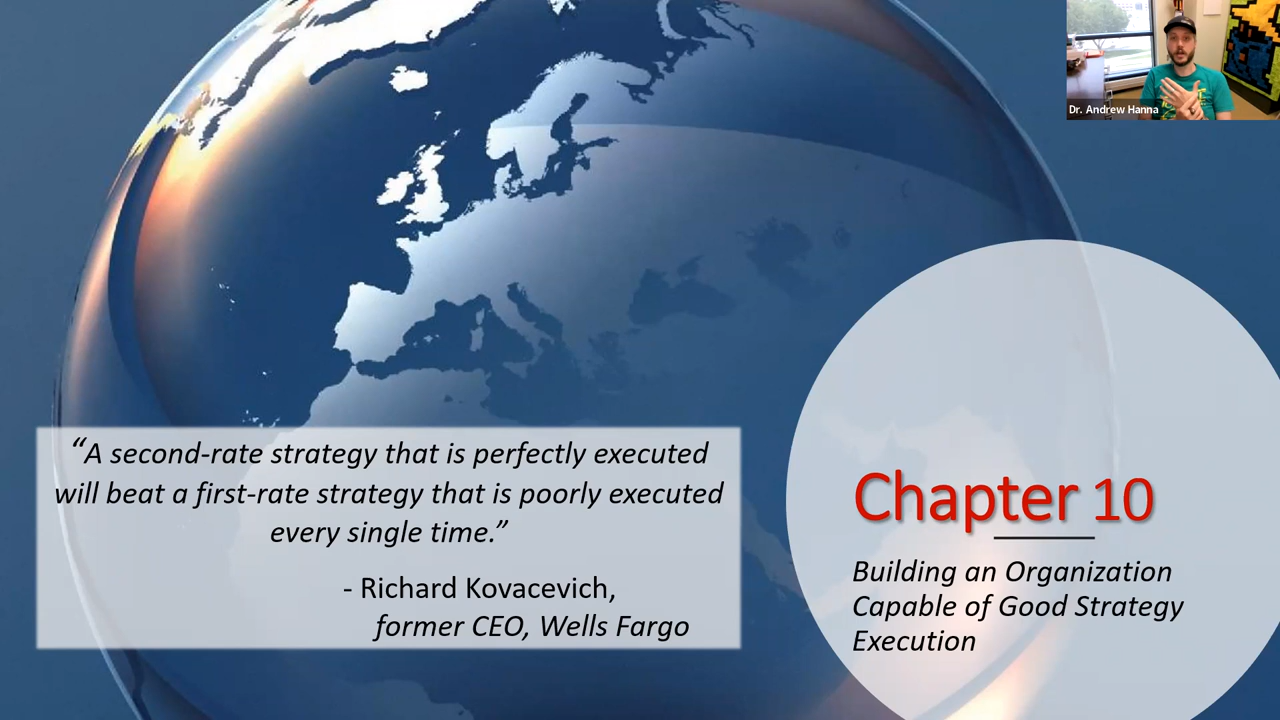 Dr. Andrew Hanna
“A second-rate strategy that is perfectly executed
will beat a first-rate strategy that is poorly executed
every single time.”
- Richard Kovacevich,
former CEO, Wells Fargo
Chapter 10
Building an Organization
Capable of Good Strategy
Execution